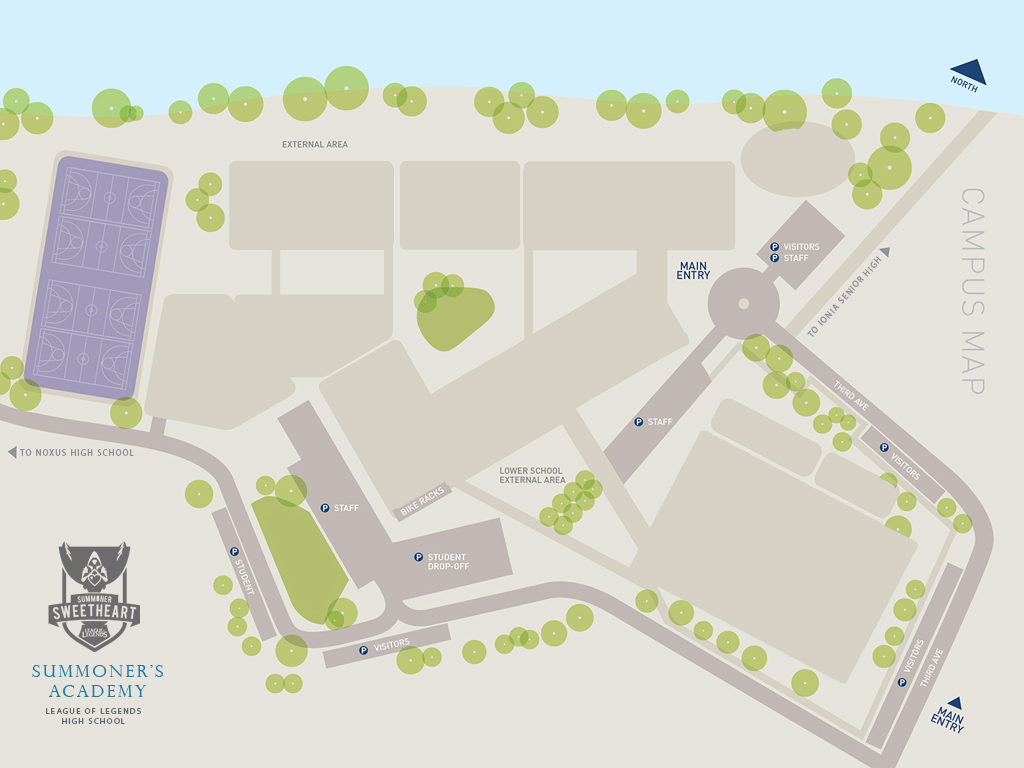 NORTH
EXTERNAL AREA
CAMPUS MAP
VISITORS
STAFF
MAIN
ENTRY
TO IONIA SENIOR HIGH
THIRD AVE
P STAFF
P VISITORS
TO NOXUS HIGH SCHOOL
LOWER SCHOOL
EXTERNAL AREA
BIKE RACKS
P STAFF
P STUDENT
DROP-OFF
P STUDENT
P VISITORS
P VISITORS
THIRD AVE
MAIN
ENTRY
SUMMONER
SWEETHEART
LEAGUE OF
LEGENDS
SUMMONER'S
ACADEMY
LEAGUE OF LEGENDS
HIGH SCHOOL